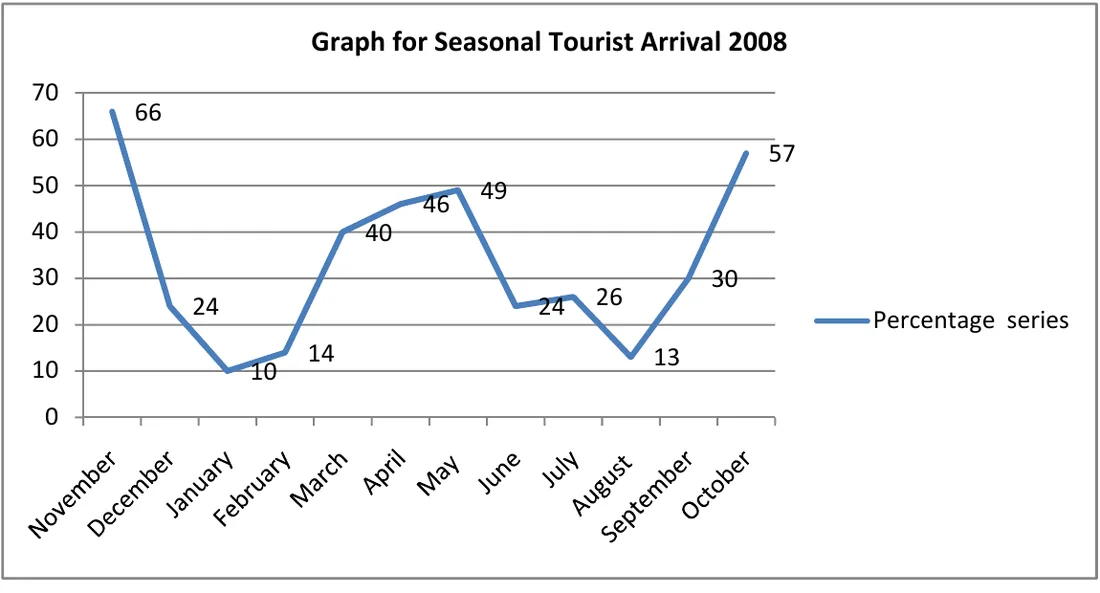 Graph for Seasonal Tourist Arrival 2008
70
60
50
40
30
20
10
0
66
24
10
14
40
46
49
24
26
13
30
57
November
December
January
February
March
April
May
June
July
August
September
October
Percentage series